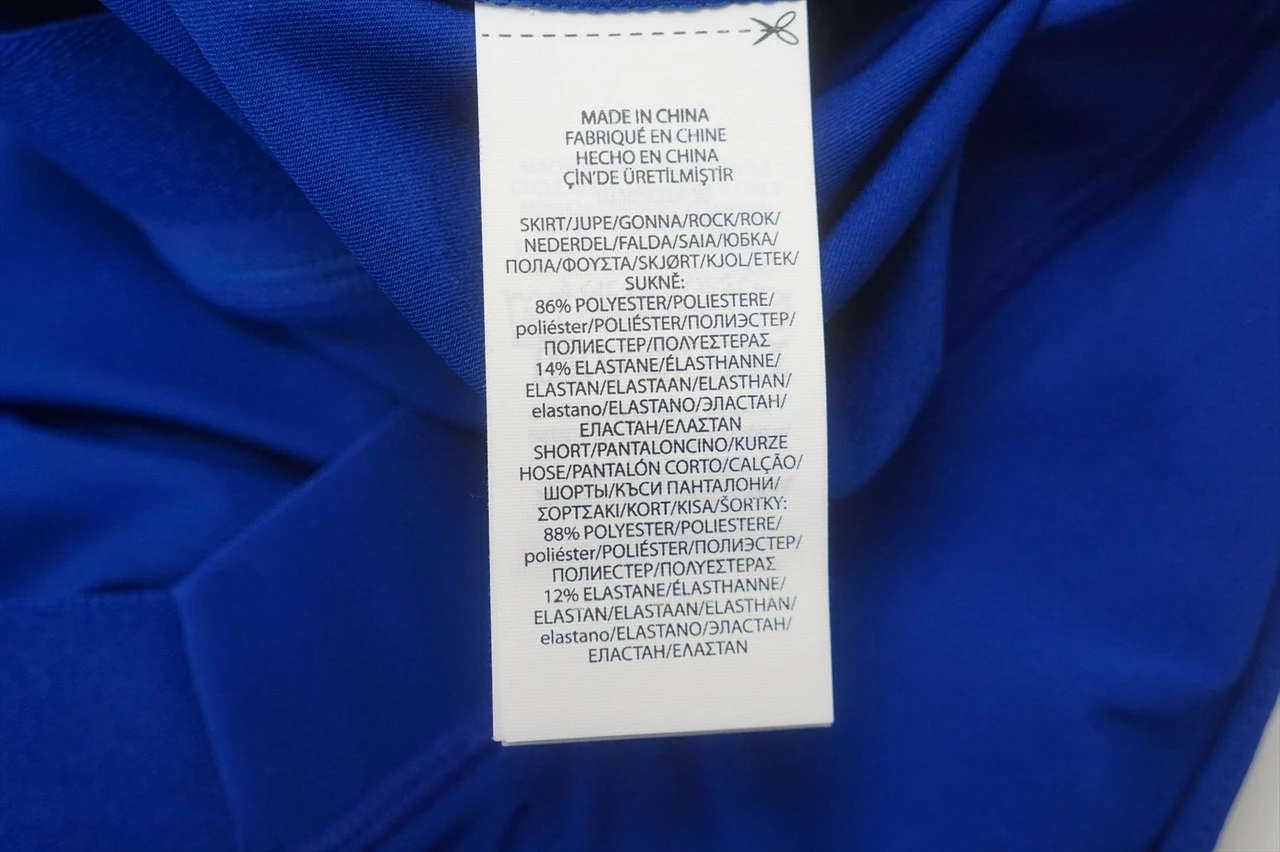 MADE IN CHINA
FABRIQUÉ EN CHINE
HECHO EN CHINA
ÇİN'DE ÜRETİLMİŞTİR
SKIRT/JUPE/GONNA/ROCK/ROK/
NEDERDEL/FALDA/SAIA/ЮБКА/
ПОЛА/ΦΟΥΣΤΑ/SKJØRT/KJOL/ETEK/
SUKNĚ:
86% POLYESTER/POLIESTERE/
poliéster/POLIÉSTER/ПОЛИЭСТЕР/
ПОЛИЕСТЕР/ΠΟΛΥΕΣΤΕΡΑΣ
14% ELASTANE/ÉLASTHANNE/
ELASTAN/ELASTAAN/ELASTHAN/
elastano/ELASTANO/ЭЛАСТАН/
ЕЛАСТАН/ΕΛΑΣΤΑΝ
SHORT/PANTALONCINO/KURZE
HOSE/PANTALÓN CORTO/CALÇÃO/
ШОРТЫ/КЪСИ ПАНТАЛОНИ/
ΣΟΡΤΣΑΚΙ/KORT/KISA/ŠORTKY:
88% POLYESTER/POLIESTERE/
poliéster/POLIÉSTER/ПОЛИЭСТЕР/
ПОЛИЕСТЕР/ΠΟΛΥΕΣΤΕΡΑΣ
12% ELASTANE/ÉLASTHANNE/
ELASTAN/ELASTAAN/ELASTHAN/
elastano/ELASTANO/ЭЛАСТАН/
ЕЛАСТАН/ΕΛΑΣΤΑΝ